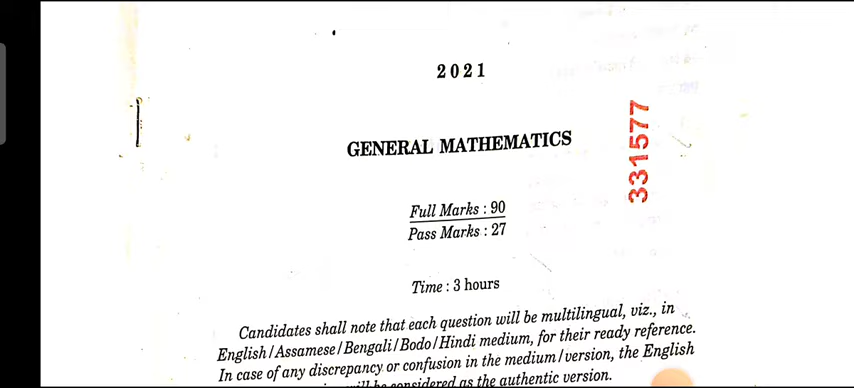 2021
GENERAL MATHEMATICS
331577
Full Marks : 90
Pass Marks : 27
Time : 3 hours
Candidates shall note that each question will be multilingual, viz., in
English / Assamese / Bengali / Bodo / Hindi medium, for their ready reference.
In case of any discrepancy or confusion in the medium / version, the English
will be considered as the authentic version.